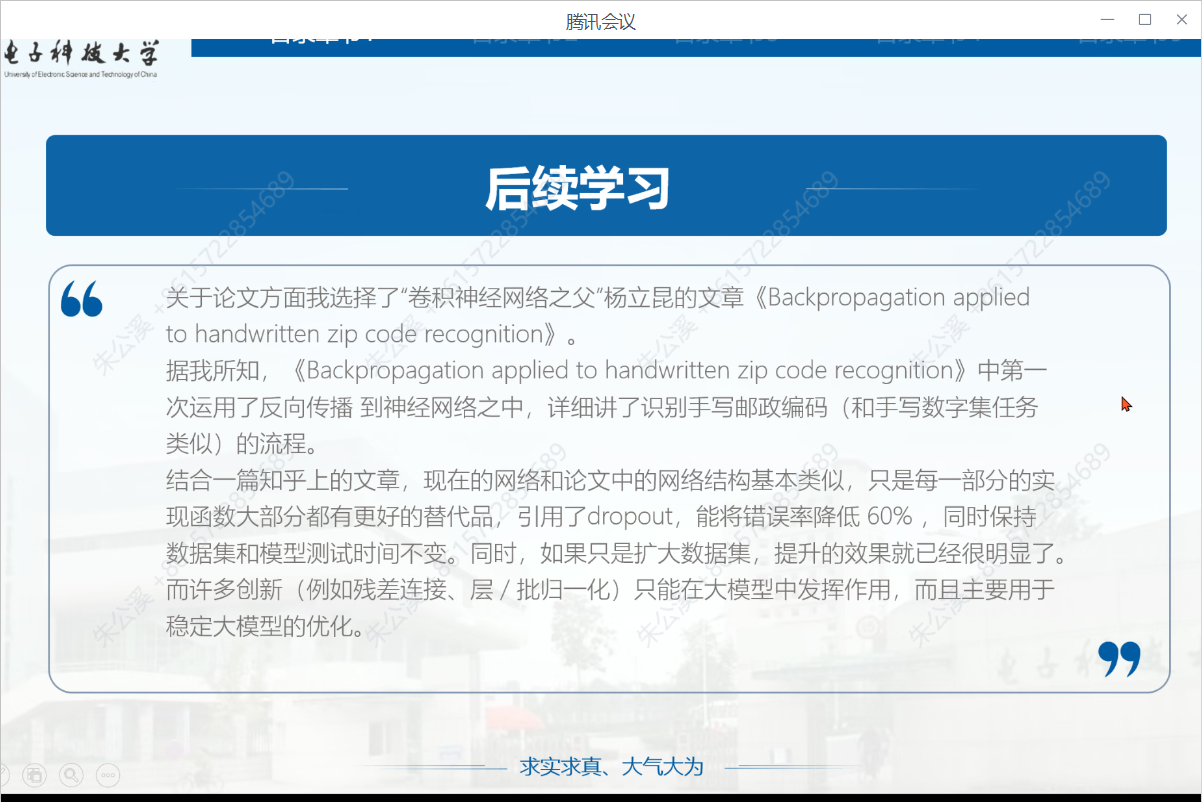 腾讯会议
电子科技大学
University of Electronic Science and Technology of China
后续学习
关于论文方面我选择了“卷积神经网络之父”杨立昆的文章《Backpropagation applied
to handwritten zip code recognition》。
据我所知，《Backpropagation applied to handwritten zip code recognition》中第一
次运用了反向传播 到神经网络之中，详细讲了识别手写邮政编码（和手写数字集任务
类似）的流程。
结合一篇知乎上的文章，现在的网络和论文中的网络结构基本类似，只是每一部分的实
现函数大部分都有更好的替代品，引用了dropout，能将错误率降低 60% ，同时保持
数据集和模型测试时间不变。同时，如果只是扩大数据集，提升的效果就已经很明显了。
而许多创新（例如残差连接、层 / 批归一化）只能在大模型中发挥作用，而且主要用于
稳定大模型的优化。
求实求真、大气大为
朱公溪 +8615722854689